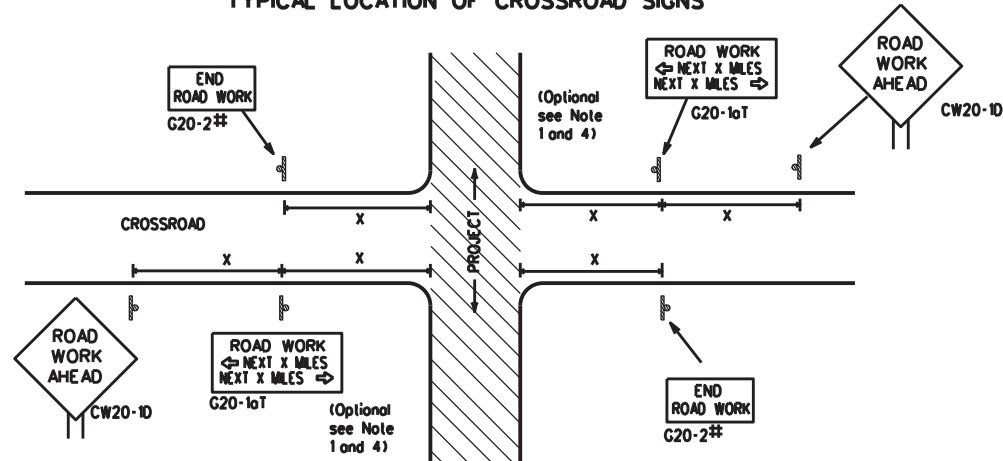 TYPICAL LOCATION OF CROSSROAD SIGNS
END
ROAD WORK
G20-2#
(Optional
see Note
1 and 4)
ROAD WORK
⇦ NEXT X MILES
NEXT X MILES ⇨
G20-1aT
ROAD
WORK
AHEAD
CW20-1D
X
X
X
CROSSROAD
PROJECT
X
X
X
ROAD
WORK
AHEAD
CW20-1D
ROAD WORK
⇦ NEXT X MILES
NEXT X MILES ⇨
G20-1aT
(Optional
see Note
1 and 4)
END
ROAD WORK
G20-2#